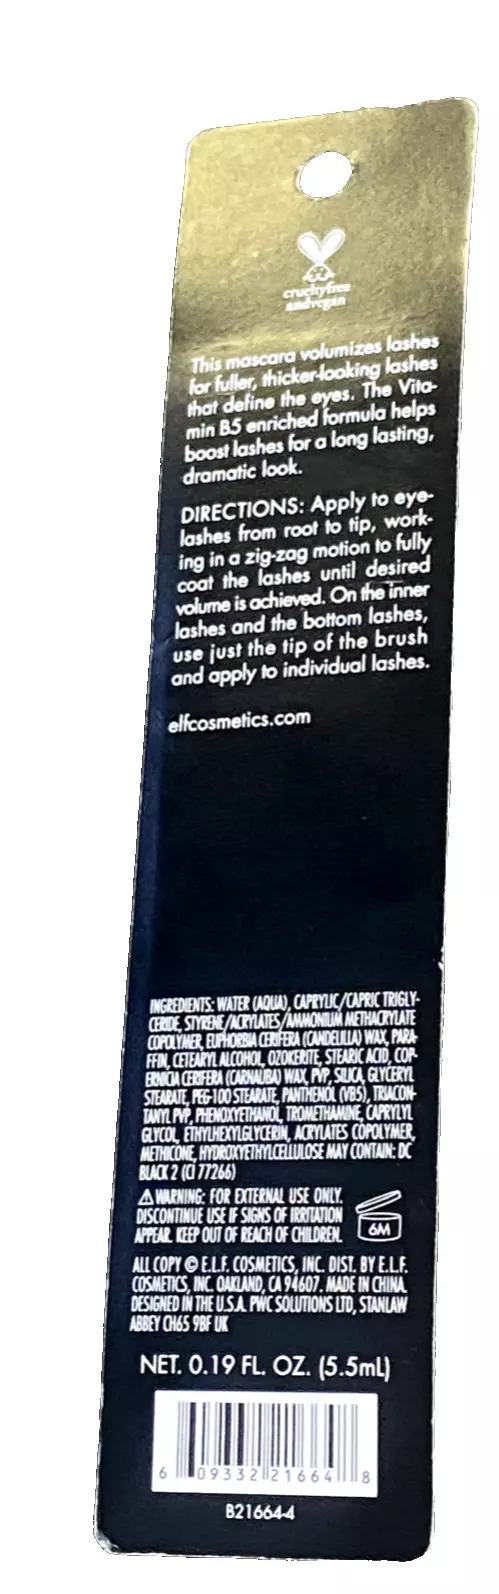 crueltyfree
andvegan
This mascara volumizes lashes
for fuller, thicker-looking lashes
that define the eyes. The Vita-
min B5 enriched formula helps
boost lashes for a long lasting,
dramatic look.
DIRECTIONS: Apply to eye-
lashes from root to tip, work-
ing in a zig-zag motion to fully
coat the lashes until desired
volume is achieved. On the inner
lashes and the bottom lashes,
use just the tip of the brush
and apply to individual lashes.
elfcosmetics.com
INGREDIENTS: WATER (AQUA), CAPRYLIC/CAPRIC TRIGLY-
CERIDE, STYRENE/ACRYLATES/AMMONIUM METHACRYLATE
COPOLYMER, EUPHORBIA CERIFERA (CANDELILLA) WAX, PARA-
FFIN, CETEARYL ALCOHOL, OZOKERITE, STEARIC ACID, COP-
ERNICIA CERIFERA (CARNAUBA) WAX, PVP, SILICA, GLYCERYL
STEARATE, PEG-100 STEARATE, PANTHENOL (VB5), TRIACON-
TANYL PVP, PHENOXYETHANOL, TROMETHAMINE, CAPRYLYL
GLYCOL, ETHYLHEXYLGLYCERIN, ACRYLATES COPOLYMER,
METHICONE, HYDROXYETHYLCELLULOSE MAY CONTAIN: DC
BLACK 2 (CI 77266)
⚠ WARNING: FOR EXTERNAL USE ONLY.
DISCONTINUE USE IF SIGNS OF IRRITATION
APPEAR. KEEP OUT OF REACH OF CHILDREN.
6M
ALL COPY © E.L.F. COSMETICS, INC. DIST. BY E.L.F.
COSMETICS, INC. OAKLAND, CA 94607. MADE IN CHINA.
DESIGNED IN THE U.S.A. PWC SOLUTIONS LTD, STANLAW
ABBEY CH65 9BF UK
NET. 0.19 FL. OZ. (5.5mL)
6 09332 21664 8
B21664-4